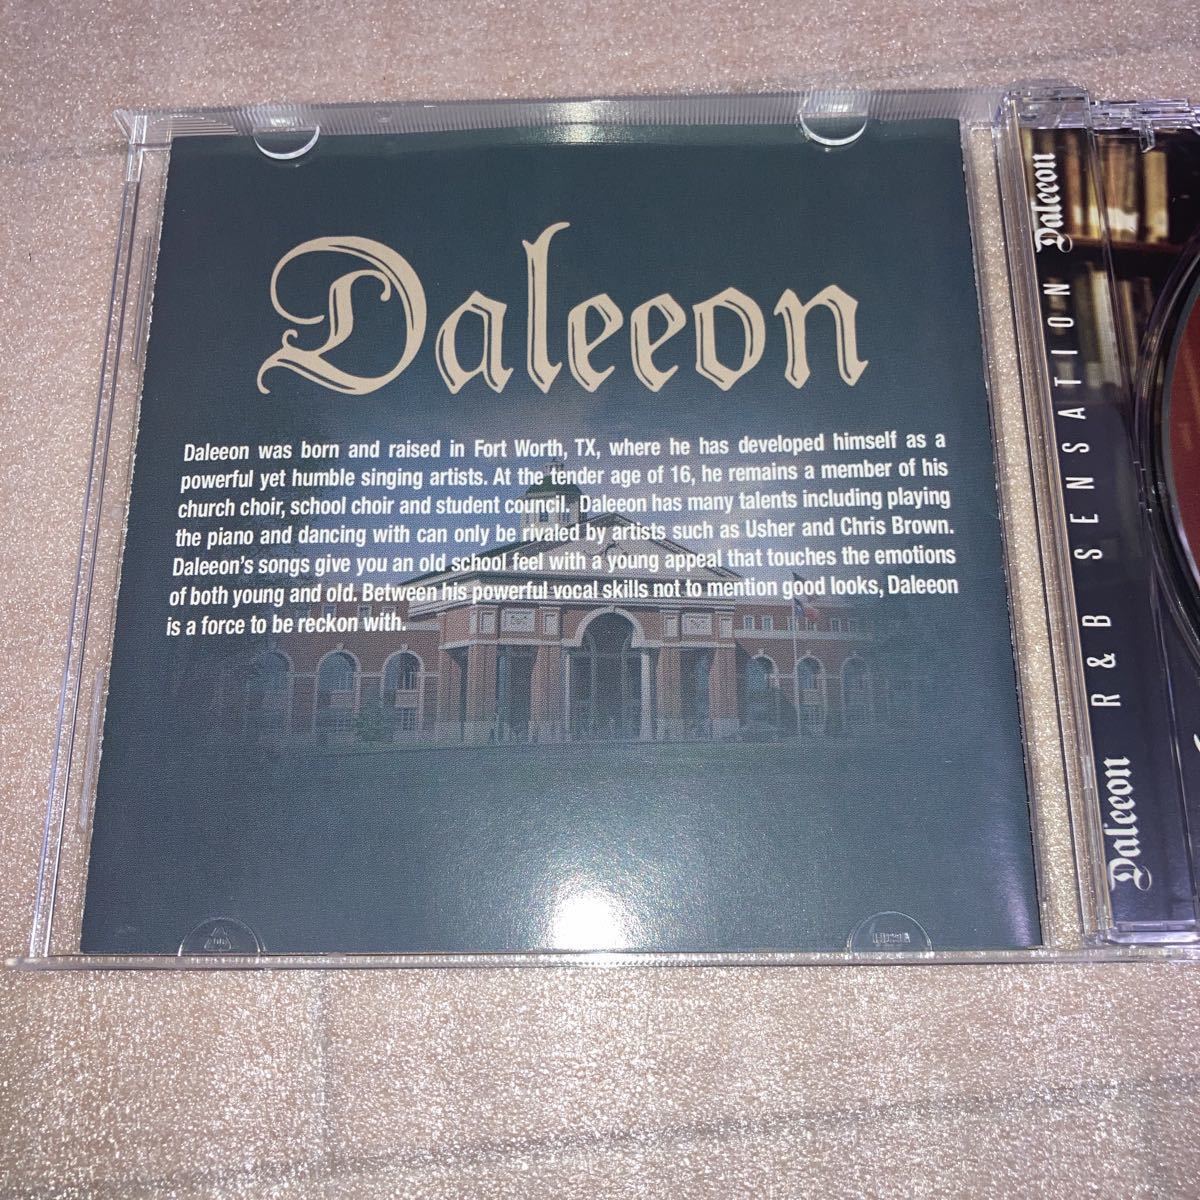 Daleeon
Daleeon was born and raised in Fort Worth, TX, where he has developed himself as a
powerful yet humble singing artists. At the tender age of 16, he remains a member of his
church choir, school choir and student council. Daleeon has many talents including playing
the piano and dancing with can only be rivaled by artists such as Usher and Chris Brown.
Daleeon's songs give you an old school feel with a young appeal that touches the emotions
of both young and old. Between his powerful vocal skills not to mention good looks, Daleeon
is a force to be reckon with.
Daleeon R & B SENSATION Daleeon